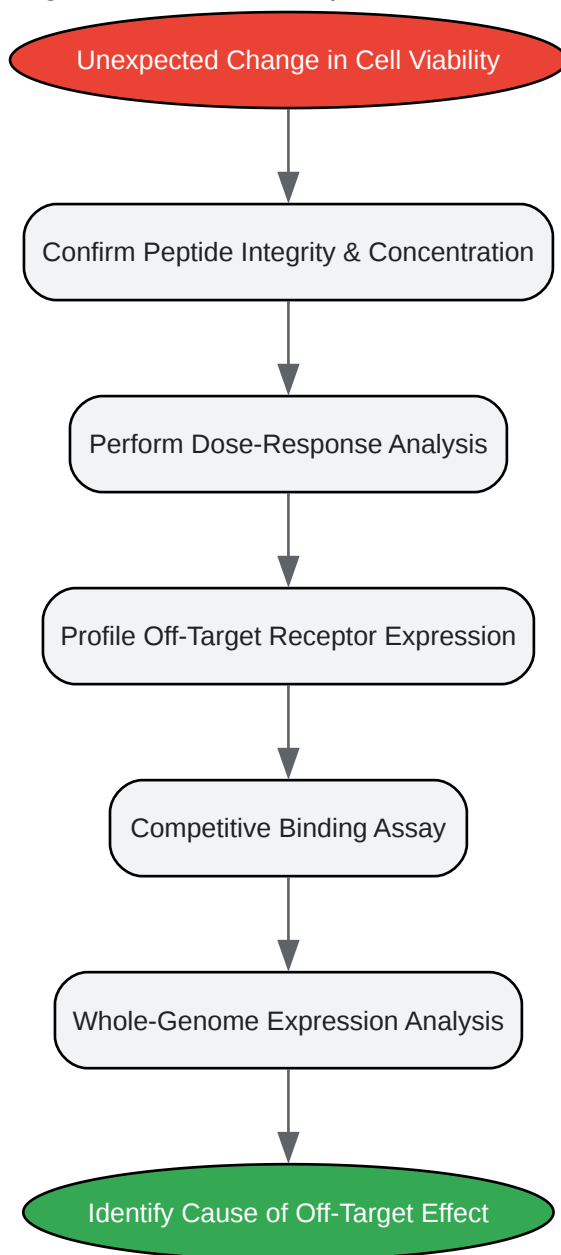 Unexpected Change in Cell Viability
Confirm Peptide Integrity & Concentration
Perform Dose-Response Analysis
Profile Off-Target Receptor Expression
Competitive Binding Assay
Whole-Genome Expression Analysis
Identify Cause of Off-Target Effect